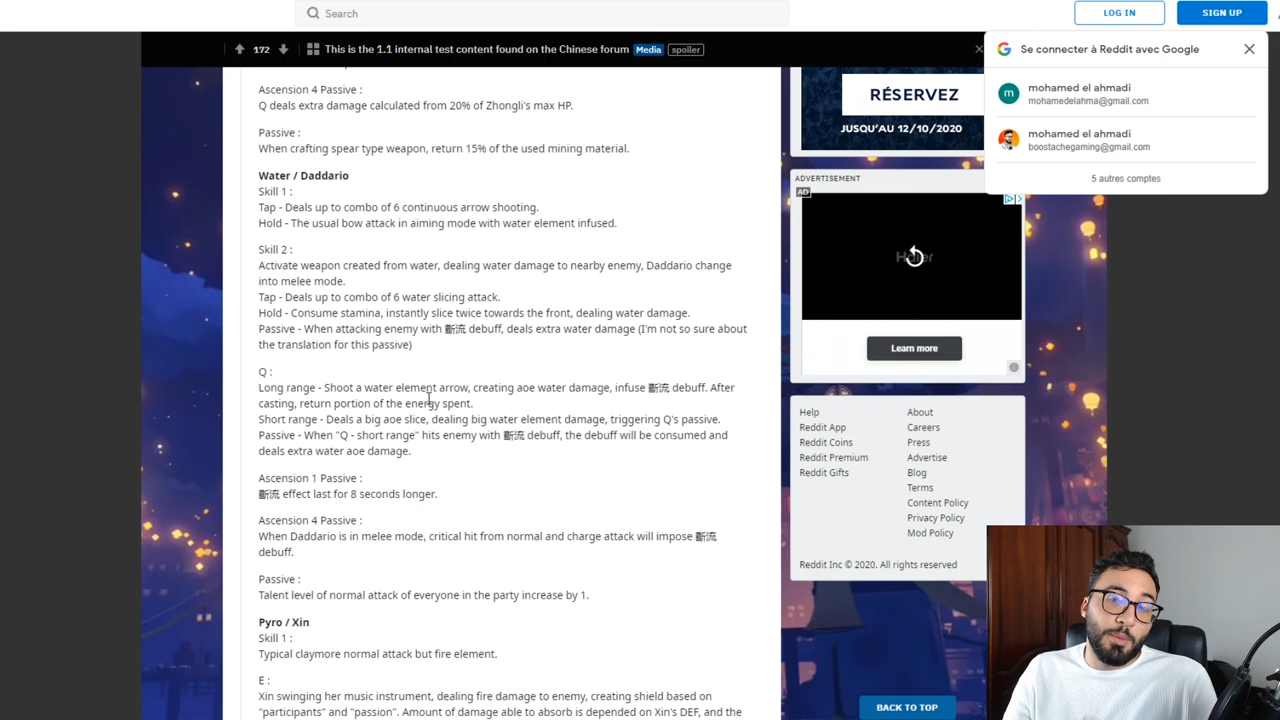 Search
LOG IN
SIGN UP
172
This is the 1.1 internal test content found on the Chinese forum Media spoiler
Se connecter à Reddit avec Google
m
mohamed el ahmadi
mohamedelahma@gmail.com
mohamed el ahmadi
boostachegaming@gmail.com
5 autres comptes
Ascension 4 Passive :
Q deals extra damage calculated from 20% of Zhongli's max HP.
Passive :
When crafting spear type weapon, return 15% of the used mining material.
Water / Daddario
Skill 1 :
Tap - Deals up to combo of 6 continuous arrow shooting.
Hold - The usual bow attack in aiming mode with water element infused.
Skill 2 :
Activate weapon created from water, dealing water damage to nearby enemy, Daddario change
into melee mode.
Tap - Deals up to combo of 6 water slicing attack.
Hold - Consume stamina, instantly slice twice towards the front, dealing water damage.
Passive - When attacking enemy with 斷流 debuff, deals extra water damage (I'm not so sure about
the translation for this passive)
Q :
Long range - Shoot a water element arrow, creating aoe water damage, infuse 斷流 debuff. After
casting, return portion of the energy spent.
Short range - Deals a big aoe slice, dealing big water element damage, triggering Q's passive.
Passive - When "Q - short range" hits enemy with 斷流 debuff, the debuff will be consumed and
deals extra water aoe damage.
Ascension 1 Passive :
斷流 effect last for 8 seconds longer.
Ascension 4 Passive :
When Daddario is in melee mode, critical hit from normal and charge attack will impose 斷流
debuff.
Passive :
Talent level of normal attack of everyone in the party increase by 1.
Pyro / Xin
Skill 1 :
Typical claymore normal attack but fire element.
E :
Xin swinging her music instrument, dealing fire damage to enemy, creating shield based on
"participants" and "passion". Amount of damage able to absorb is depended on Xin's DEF, and the
RÉSERVEZ
JUSQU'AU 12/10/2020
ADVERTISEMENT
AD
Learn more
Help
About
Reddit App
Careers
Reddit Coins
Press
Reddit Premium
Advertise
Reddit Gifts
Blog
Terms
Content Policy
Privacy Policy
Mod Policy
Reddit Inc © 2020. All rights reserved
BACK TO TOP